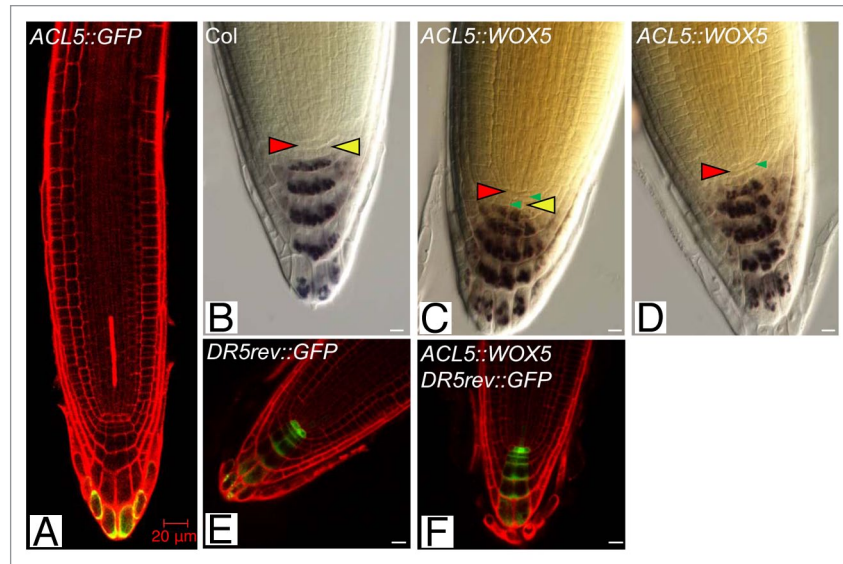 ACL5::GFP
Col
ACL5::WOX5
ACL5::WOX5
B
C
D
DR5rev::GFP
ACL5::WOX5
DR5rev::GFP
A
20 µm
E
F